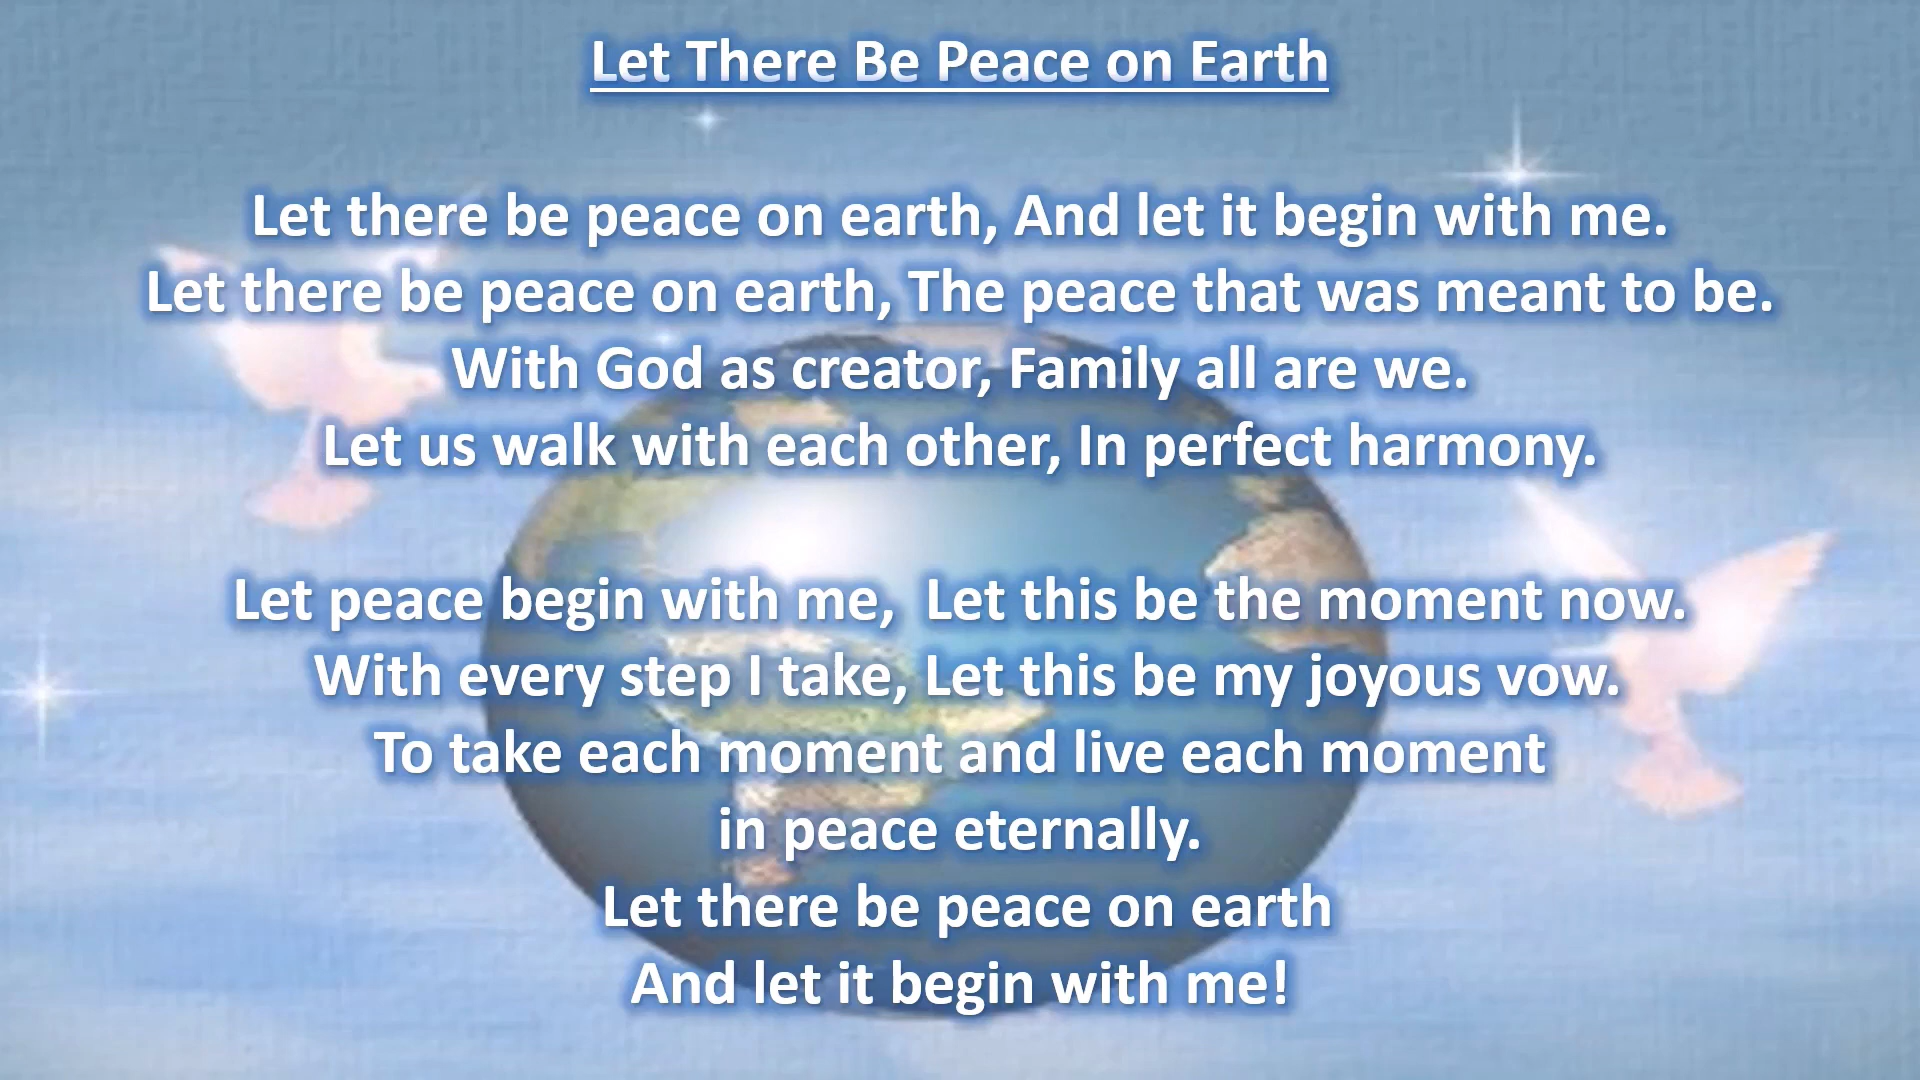 Let There Be Peace on Earth
Let there be peace on earth, And let it begin with me.
Let there be peace on earth, The peace that was meant to be.
With God as creator, Family all are we.
Let us walk with each other, In perfect harmony.
Let peace begin with me,  Let this be the moment now.
With every step I take, Let this be my joyous vow.
To take each moment and live each moment
in peace eternally.
Let there be peace on earth
And let it begin with me!